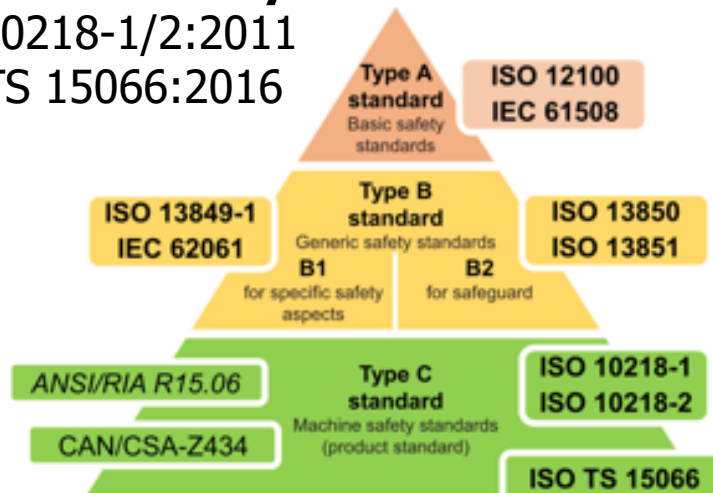 0218-1/2:2011
TS 15066:2016
Type A
standard
Basic safety
standards
ISO 12100
IEC 61508
ISO 13849-1
IEC 62061
Type B
standard
Generic safety standards
B1
for specific safety
aspects
B2
for safeguard
ISO 13850
ISO 13851
ANSI/RIA R15.06
CAN/CSA-Z434
Type C
standard
Machine safety standards
(product standard)
ISO 10218-1
ISO 10218-2
ISO TS 15066